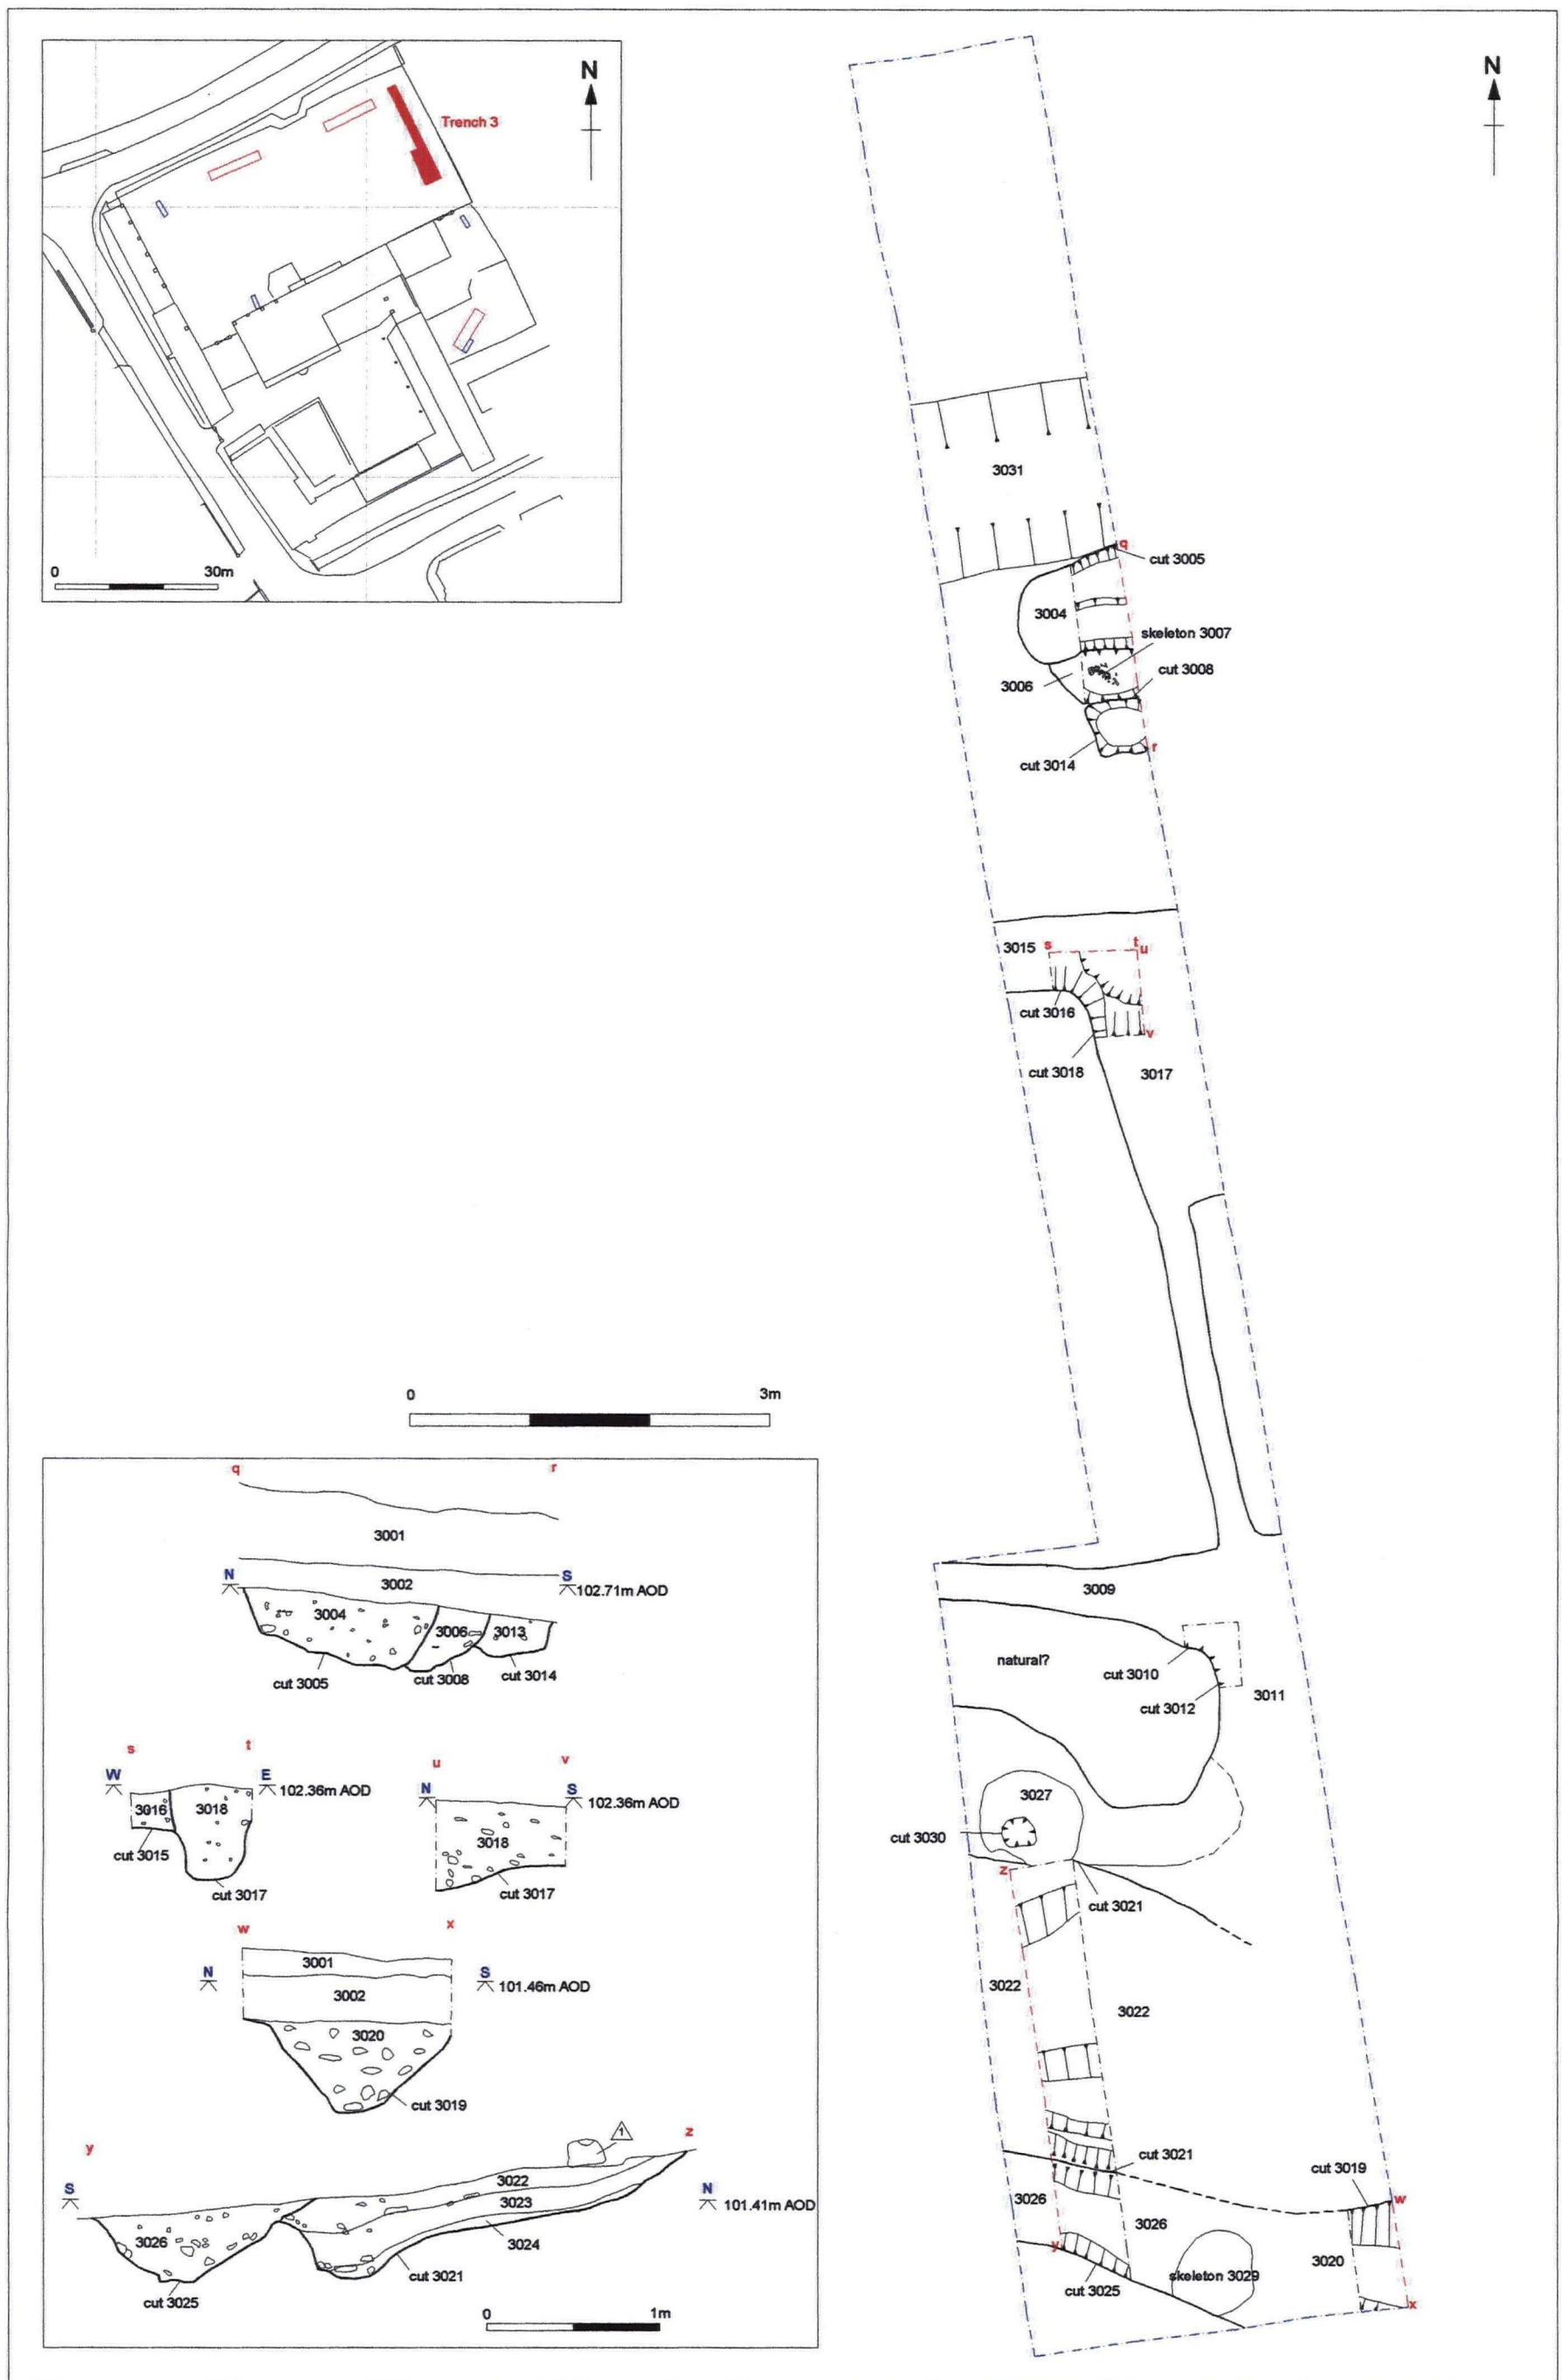 N
Trench 3
0 30m
N
3031
q
cut 3005
3004
skeleton 3007
cut 3008
3006
r
cut 3014
3015 s t u
cut 3016
v
cut 3018 3017
0 3m
3009
natural?
cut 3010
3011
cut 3012
3027
cut 3030
z
cut 3021
3022
3022
cut 3021
cut 3019
w
3026
3026
y
3020
skeleton 3029
cut 3025
x
q r
3001
N 3002 S 102.71m AOD
3004
3006 3013
cut 3005 cut 3008 cut 3014
s t
W E 102.36m AOD
3016 3018
cut 3015
cut 3017
u v
N S 102.36m AOD
3018
cut 3017
w x
3001
N S 101.46m AOD
3002
3020
cut 3019
y z
1
S 3022 N 101.41m AOD
3023
3026
3024
cut 3021
cut 3025
0 1m